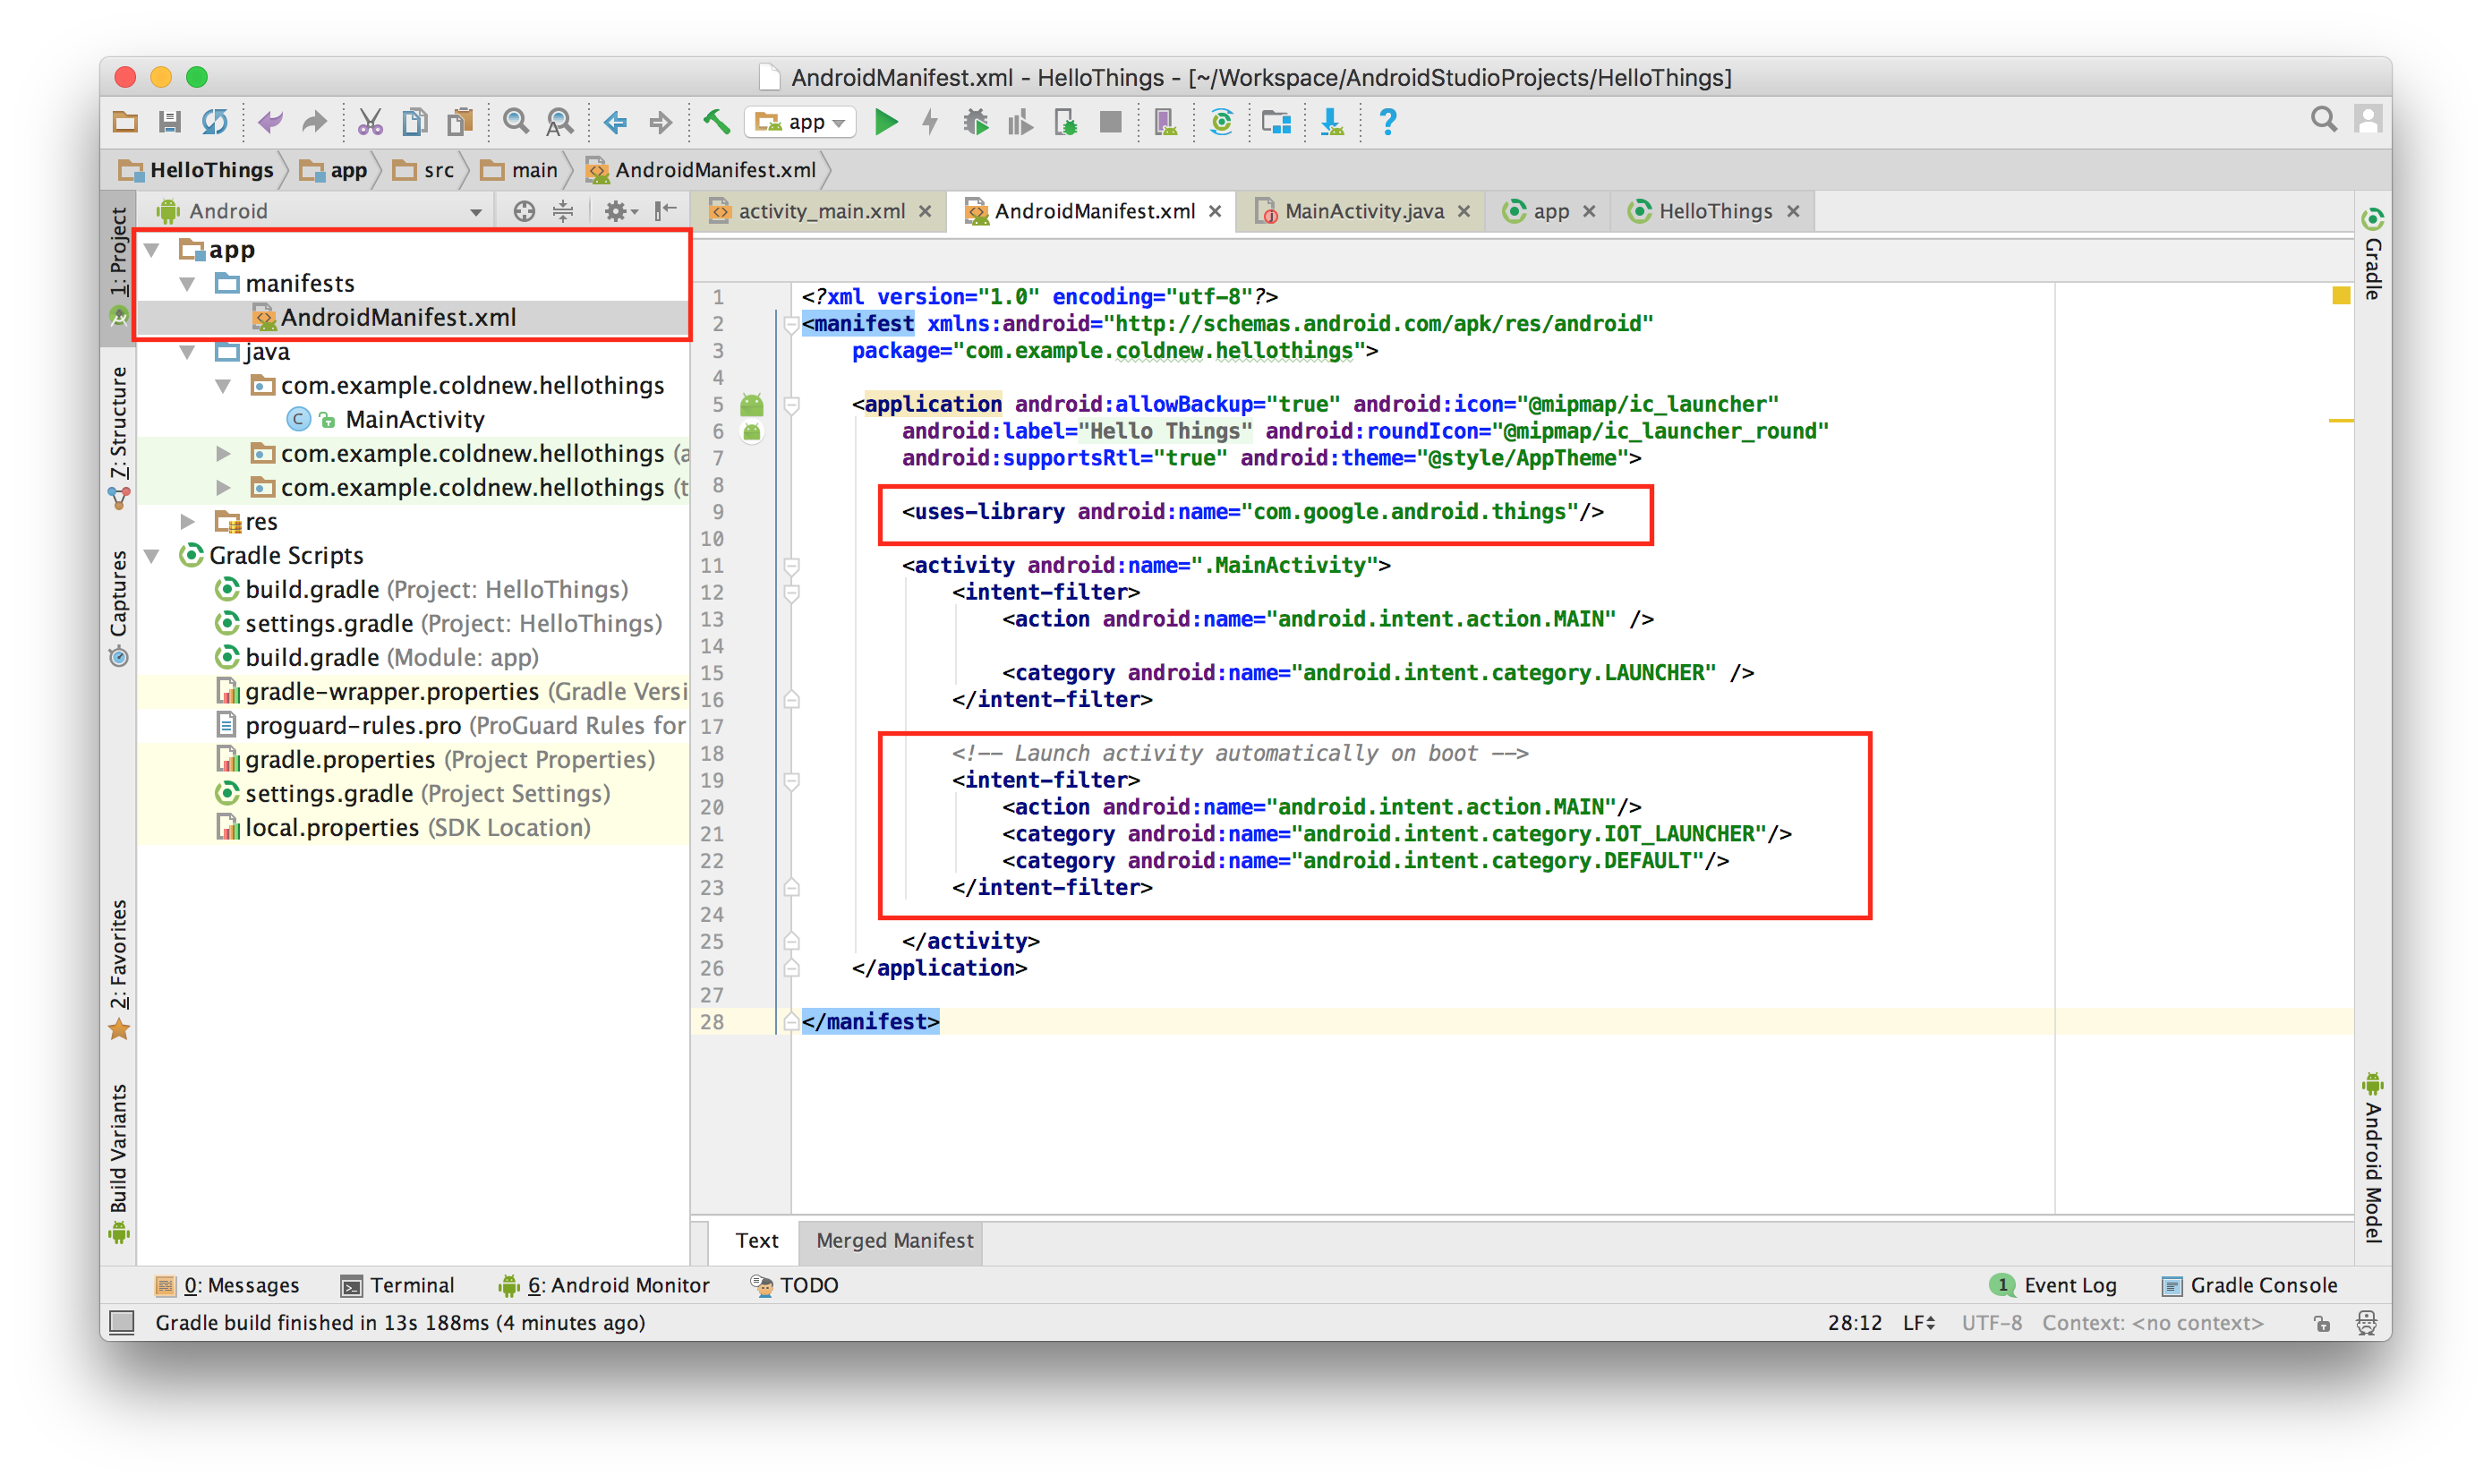 AndroidManifest.xml - HelloThings - [~/Workspace/AndroidStudioProjects/HelloThings]
app
HelloThings app src main AndroidManifest.xml
Android
activity_main.xml AndroidManifest.xml MainActivity.java app HelloThings
1: Project
7: Structure
Captures
2: Favorites
Build Variants
app
manifests
AndroidManifest.xml
java
com.example.coldnew.hellothings
MainActivity
com.example.coldnew.hellothings (a
com.example.coldnew.hellothings (t
res
Gradle Scripts
build.gradle (Project: HelloThings)
settings.gradle (Project: HelloThings)
build.gradle (Module: app)
gradle-wrapper.properties (Gradle Versi
proguard-rules.pro (ProGuard Rules for
gradle.properties (Project Properties)
settings.gradle (Project Settings)
local.properties (SDK Location)
1 <?xml version="1.0" encoding="utf-8"?>
2 <manifest xmlns:android="http://schemas.android.com/apk/res/android"
3 package="com.example.coldnew.hellothings">
4
5 <application android:allowBackup="true" android:icon="@mipmap/ic_launcher"
6 android:label="Hello Things" android:roundIcon="@mipmap/ic_launcher_round"
7 android:supportsRtl="true" android:theme="@style/AppTheme">
8
9 <uses-library android:name="com.google.android.things"/>
10
11 <activity android:name=".MainActivity">
12 <intent-filter>
13 <action android:name="android.intent.action.MAIN" />
14
15 <category android:name="android.intent.category.LAUNCHER" />
16 </intent-filter>
17
18 <!-- Launch activity automatically on boot -->
19 <intent-filter>
20 <action android:name="android.intent.action.MAIN"/>
21 <category android:name="android.intent.category.IOT_LAUNCHER"/>
22 <category android:name="android.intent.category.DEFAULT"/>
23 </intent-filter>
24
25 </activity>
26 </application>
27
28 </manifest>
Gradle
Android Model
Text Merged Manifest
0: Messages Terminal 6: Android Monitor TODO 1 Event Log Gradle Console
Gradle build finished in 13s 188ms (4 minutes ago) 28:12 LF UTF-8 Context: <no context>